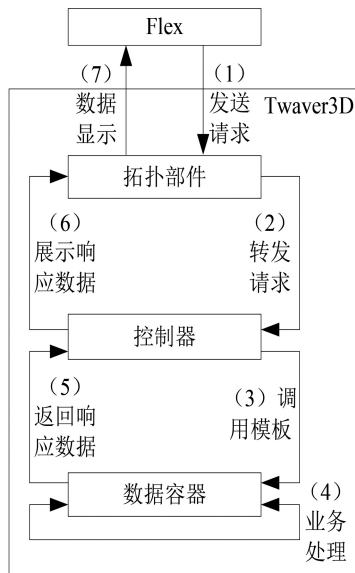 Flex
（7）
数据
显示
（1）
发送
请求
Twaver3D
拓扑部件
（6）
展示响
应数据
（2）
转发
请求
控制器
（5）
返回响
应数据
（3）调
用模板
数据容器
（4）
业务
处理